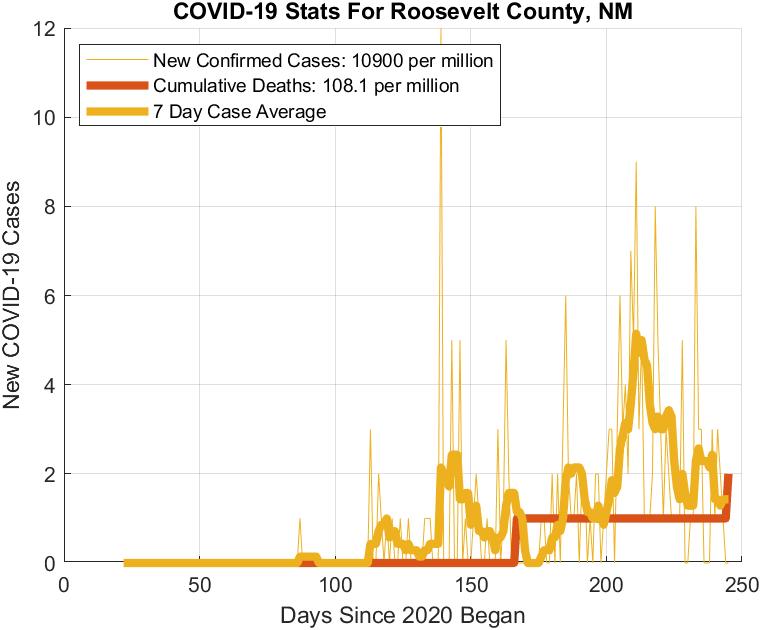 COVID-19 Stats For Roosevelt County, NM
New Confirmed Cases: 10900 per million
Cumulative Deaths: 108.1 per million
7 Day Case Average
New COVID-19 Cases
12
10
8
6
4
2
0
0 50 100 150 200 250
Days Since 2020 Began